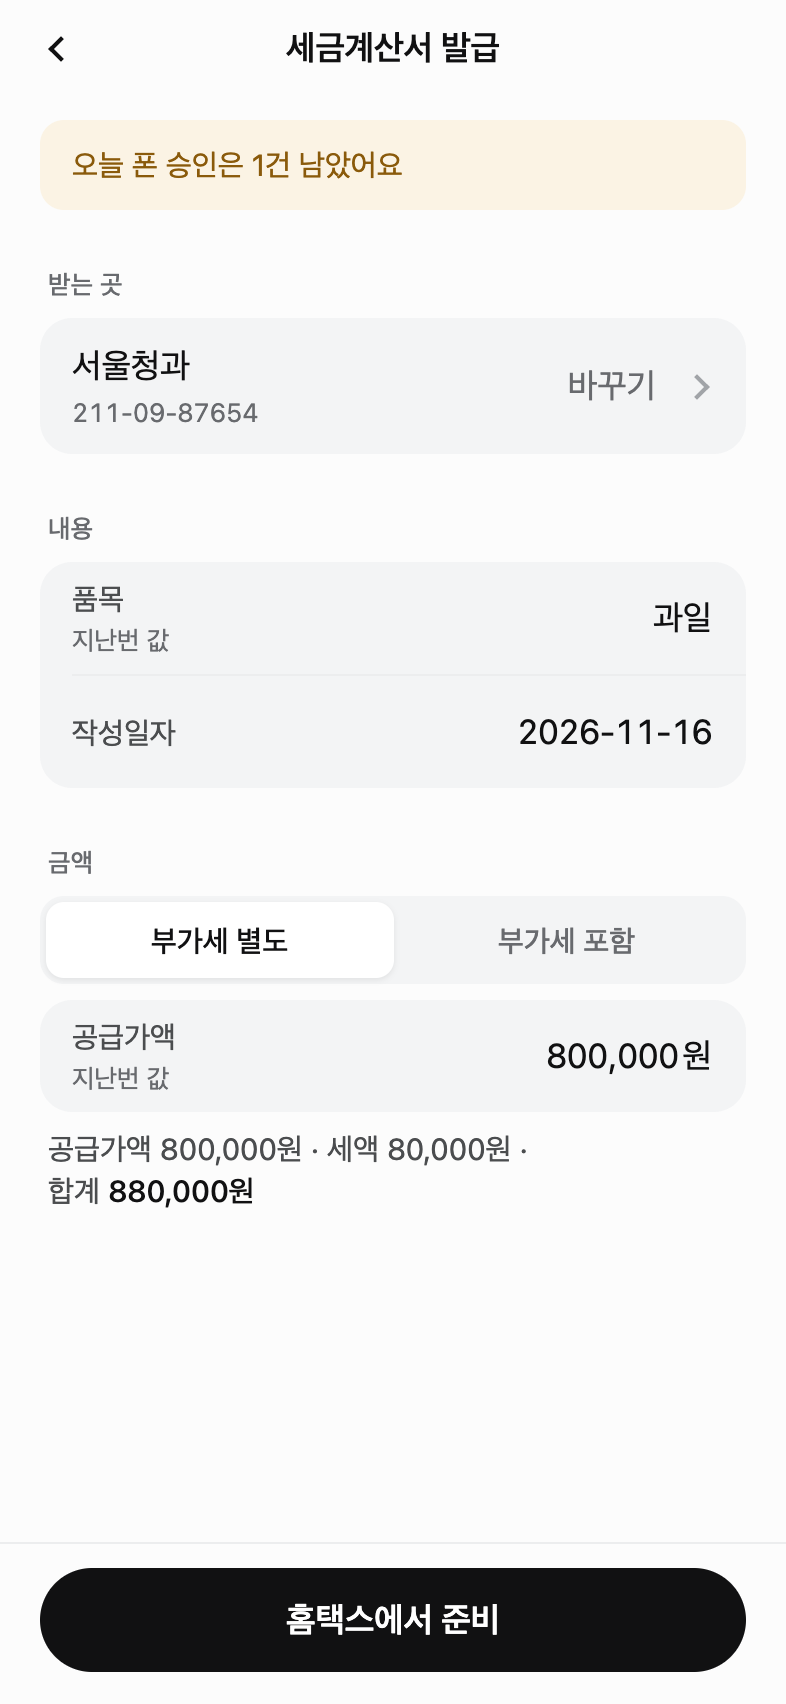 세금계산서 발급
오늘 폰 승인은 1건 남았어요
받는 곳
서울청과
211-09-87654
바꾸기
내용
품목
지난번 값
과일
작성일자
2026-11-16
금액
부가세 별도
부가세 포함
공급가액
지난번 값
800,000원
공급가액 800,000원 · 세액 80,000원 ·
합계 880,000원
홈택스에서 준비